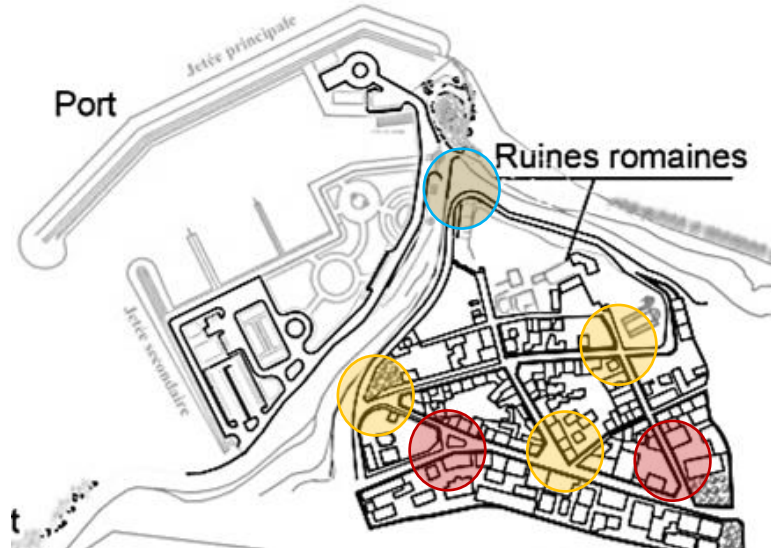 Jetée principale
Port
Ruines romaines
Jetée secondaire
t